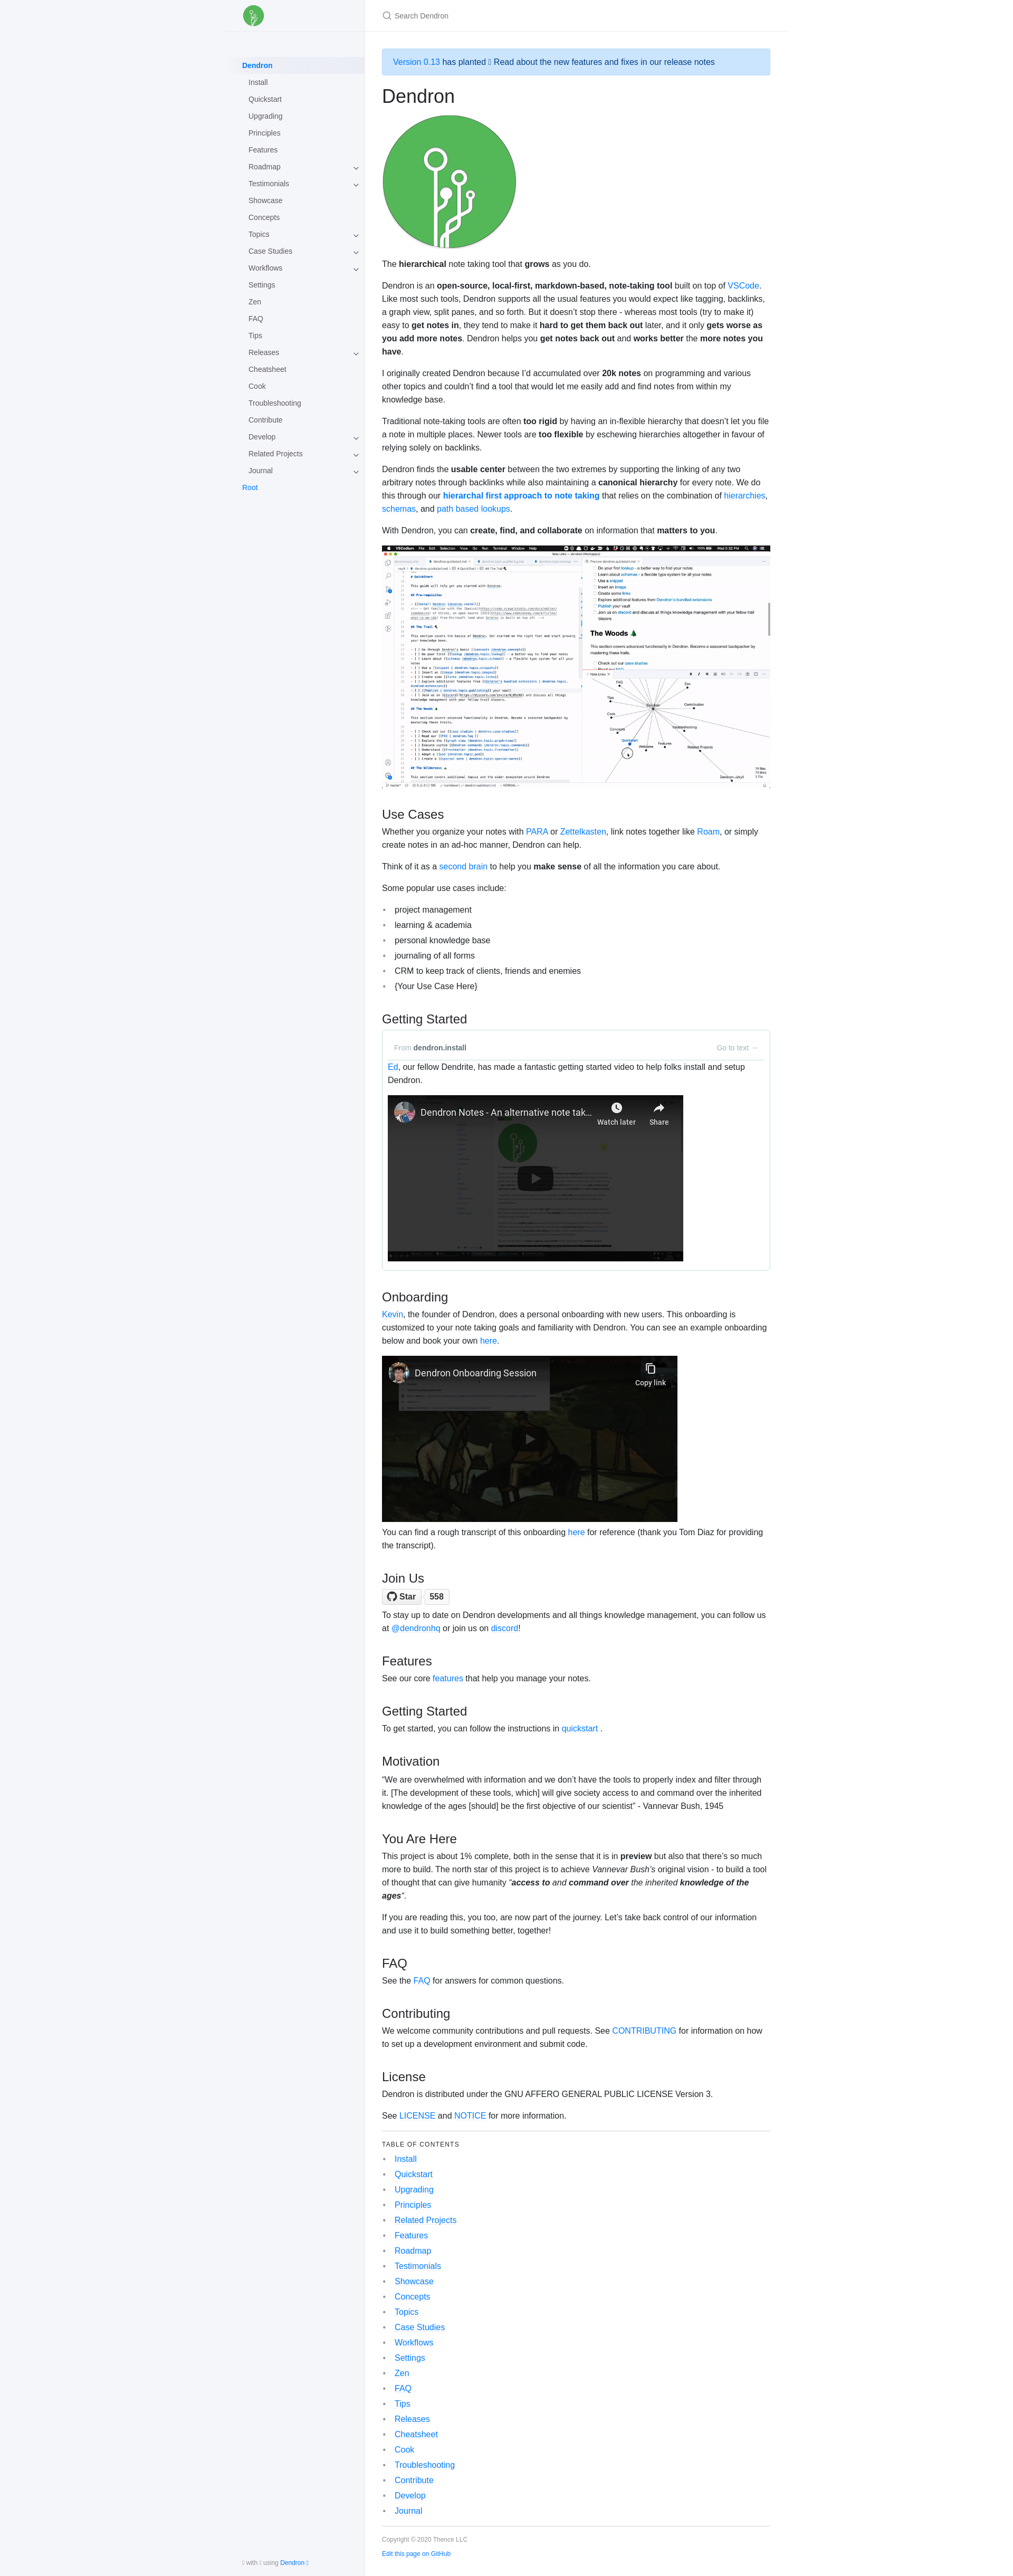 Search Dendron
Dendron
Install
Quickstart
Upgrading
Principles
Features
Roadmap
Testimonials
Showcase
Concepts
Topics
Case Studies
Workflows
Settings
Zen
FAQ
Tips
Releases
Cheatsheet
Cook
Troubleshooting
Contribute
Develop
Related Projects
Journal
Root
Version 0.13 has planted Read about the new features and fixes in our release notes
Dendron
The hierarchical note taking tool that grows as you do.
Dendron is an open-source, local-first, markdown-based, note-taking tool built on top of VSCode.
Like most such tools, Dendron supports all the usual features you would expect like tagging, backlinks,
a graph view, split panes, and so forth. But it doesn’t stop there - whereas most tools (try to make it)
easy to get notes in, they tend to make it hard to get them back out later, and it only gets worse as
you add more notes. Dendron helps you get notes back out and works better the more notes you
have.
I originally created Dendron because I’d accumulated over 20k notes on programming and various
other topics and couldn’t find a tool that would let me easily add and find notes from within my
knowledge base.
Traditional note-taking tools are often too rigid by having an in-flexible hierarchy that doesn’t let you file
a note in multiple places. Newer tools are too flexible by eschewing hierarchies altogether in favour of
relying solely on backlinks.
Dendron finds the usable center between the two extremes by supporting the linking of any two
arbitrary notes through backlinks while also maintaining a canonical hierarchy for every note. We do
this through our hierarchal first approach to note taking that relies on the combination of hierarchies,
schemas, and path based lookups.
With Dendron, you can create, find, and collaborate on information that matters to you.
The Woods
Use Cases
Whether you organize your notes with PARA or Zettelkasten, link notes together like Roam, or simply
create notes in an ad-hoc manner, Dendron can help.
Think of it as a second brain to help you make sense of all the information you care about.
Some popular use cases include:
project management
learning & academia
personal knowledge base
journaling of all forms
CRM to keep track of clients, friends and enemies
{Your Use Case Here}
Getting Started
From dendron.install
Go to text →
Ed, our fellow Dendrite, has made a fantastic getting started video to help folks install and setup
Dendron.
Dendron Notes - An alternative note tak...
Watch later
Share
Onboarding
Kevin, the founder of Dendron, does a personal onboarding with new users. This onboarding is
customized to your note taking goals and familiarity with Dendron. You can see an example onboarding
below and book your own here.
Dendron Onboarding Session
Copy link
You can find a rough transcript of this onboarding here for reference (thank you Tom Diaz for providing
the transcript).
Join Us
Star 558
To stay up to date on Dendron developments and all things knowledge management, you can follow us
at @dendronhq or join us on discord!
Features
See our core features that help you manage your notes.
Getting Started
To get started, you can follow the instructions in quickstart .
Motivation
“We are overwhelmed with information and we don’t have the tools to properly index and filter through
it. [The development of these tools, which] will give society access to and command over the inherited
knowledge of the ages [should] be the first objective of our scientist” - Vannevar Bush, 1945
You Are Here
This project is about 1% complete, both in the sense that it is in preview but also that there’s so much
more to build. The north star of this project is to achieve Vannevar Bush’s original vision - to build a tool
of thought that can give humanity “access to and command over the inherited knowledge of the
ages”.
If you are reading this, you too, are now part of the journey. Let’s take back control of our information
and use it to build something better, together!
FAQ
See the FAQ for answers for common questions.
Contributing
We welcome community contributions and pull requests. See CONTRIBUTING for information on how
to set up a development environment and submit code.
License
Dendron is distributed under the GNU AFFERO GENERAL PUBLIC LICENSE Version 3.
See LICENSE and NOTICE for more information.
TABLE OF CONTENTS
Install
Quickstart
Upgrading
Principles
Related Projects
Features
Roadmap
Testimonials
Showcase
Concepts
Topics
Case Studies
Workflows
Settings
Zen
FAQ
Tips
Releases
Cheatsheet
Cook
Troubleshooting
Contribute
Develop
Journal
Copyright © 2020 Thence LLC
Edit this page on GitHub
with using Dendron